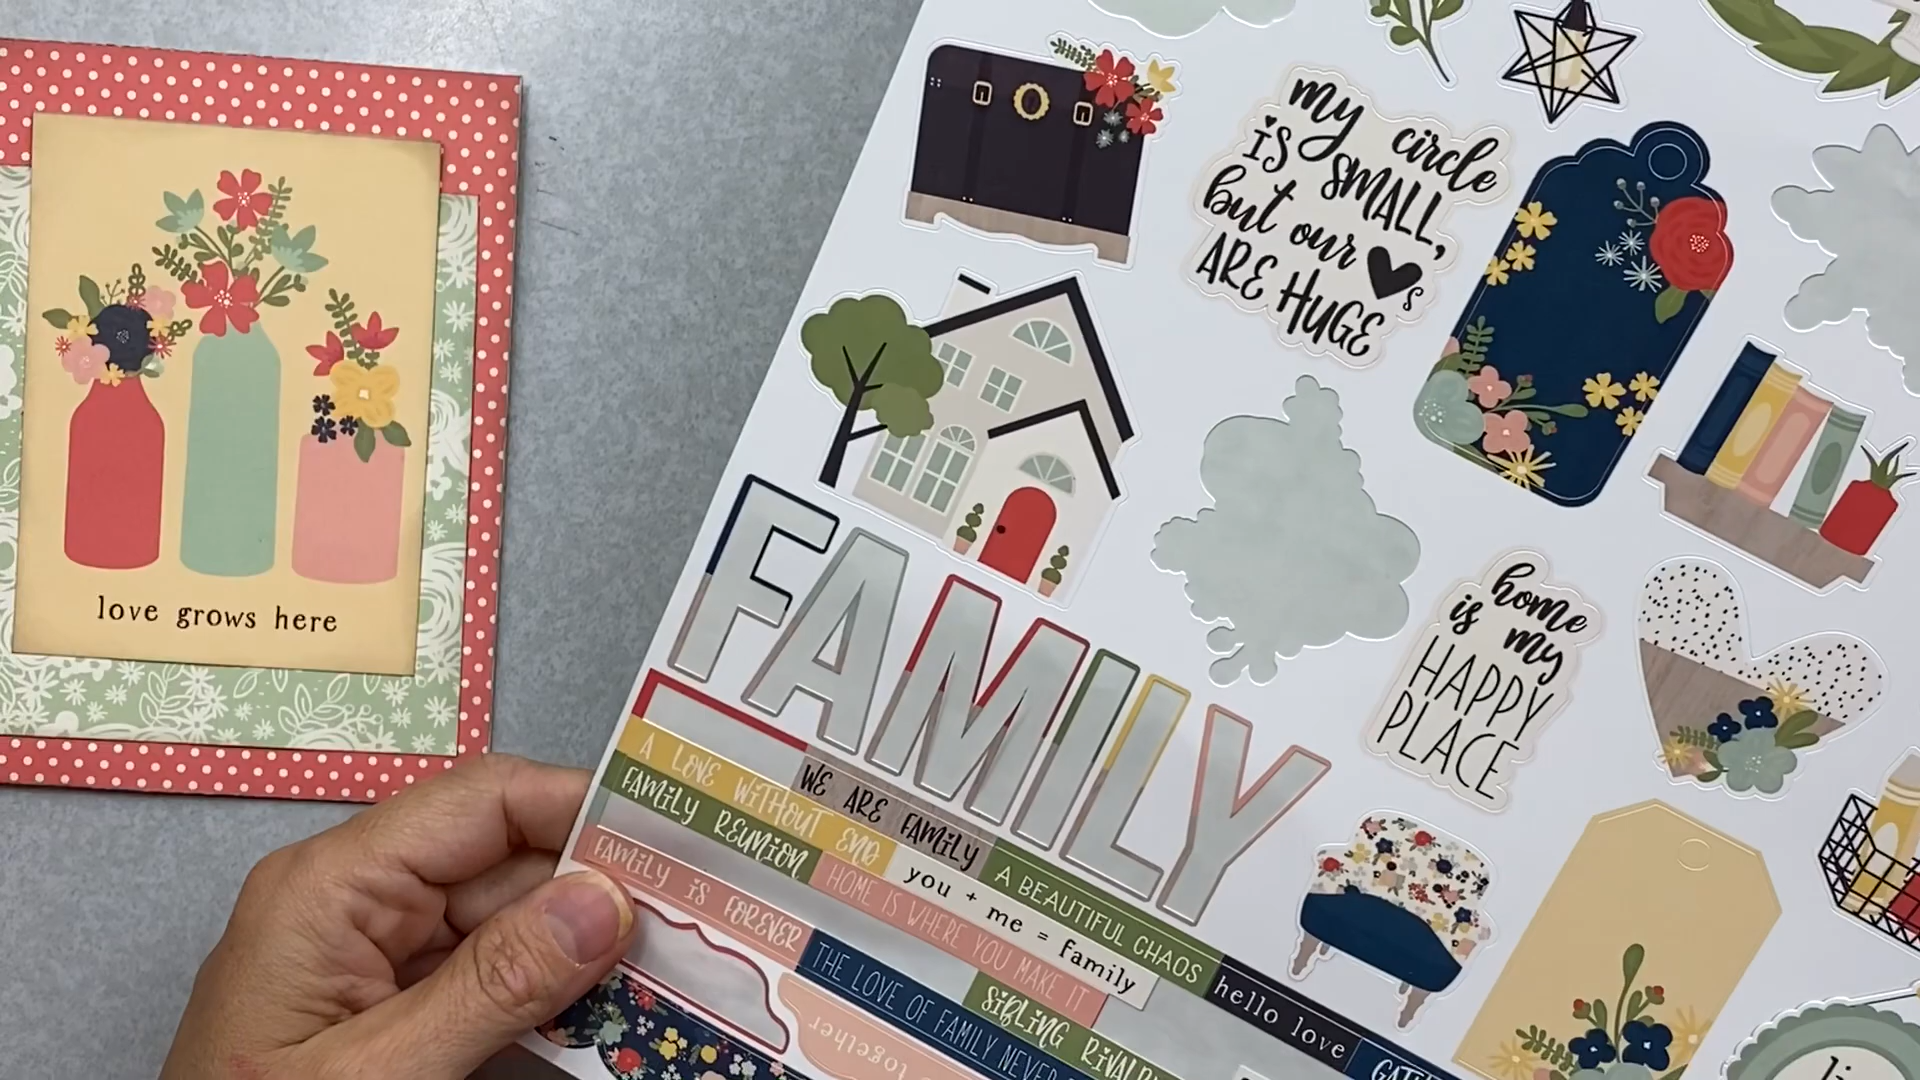 love grows here
my circle
is SMALL,
but our
s
ARE HUGE
home
is my
HAPPY
PLACE
FAMILY
A LOVE WITHOUT END
WE ARE FAMILY
FAMILY REUNION
you + me = family
A BEAUTIFUL CHAOS
FAMILY IS FOREVER
HOME IS WHERE YOU MAKE IT
hello love
THE LOVE OF FAMILY NEVER
SIBLING RIVALRY
together